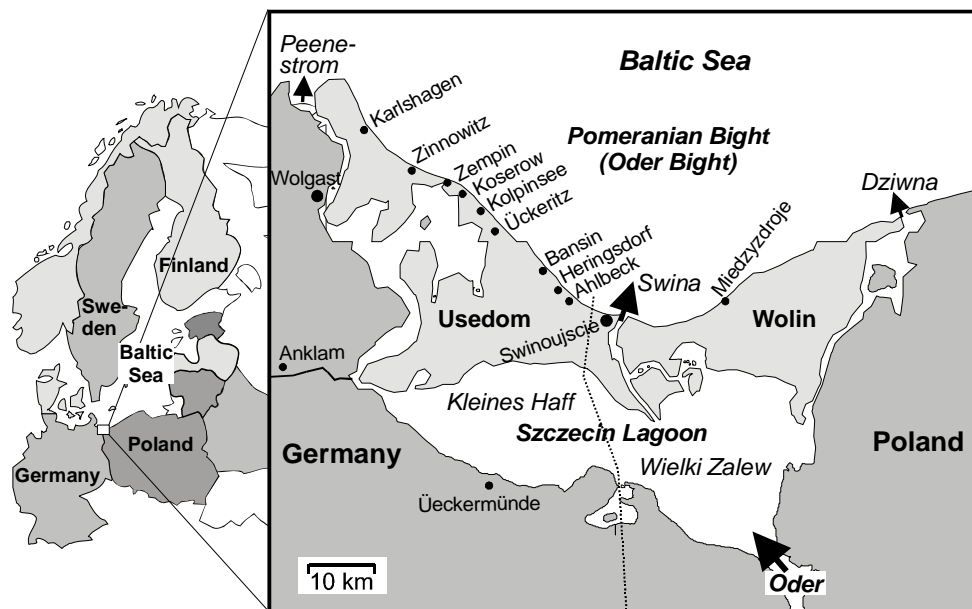 Finland
Swe-
den
Baltic
Sea
Poland
Germany
Peene-
strom
Baltic Sea
Karlshagen
Pomeranian Bight
(Oder Bight)
Zinnowitz
Zempin
Koserow
Kolpinsee
Ückeritz
Wolgast
Dziwna
Bansin
Heringsdorf
Ahlbeck
Swina
Miedzyzdroje
Usedom
Wolin
Swinoujscie
Anklam
Kleines Haff
Szczecin Lagoon
Germany
Poland
Wielki Zalew
Üeckermünde
10 km
Oder